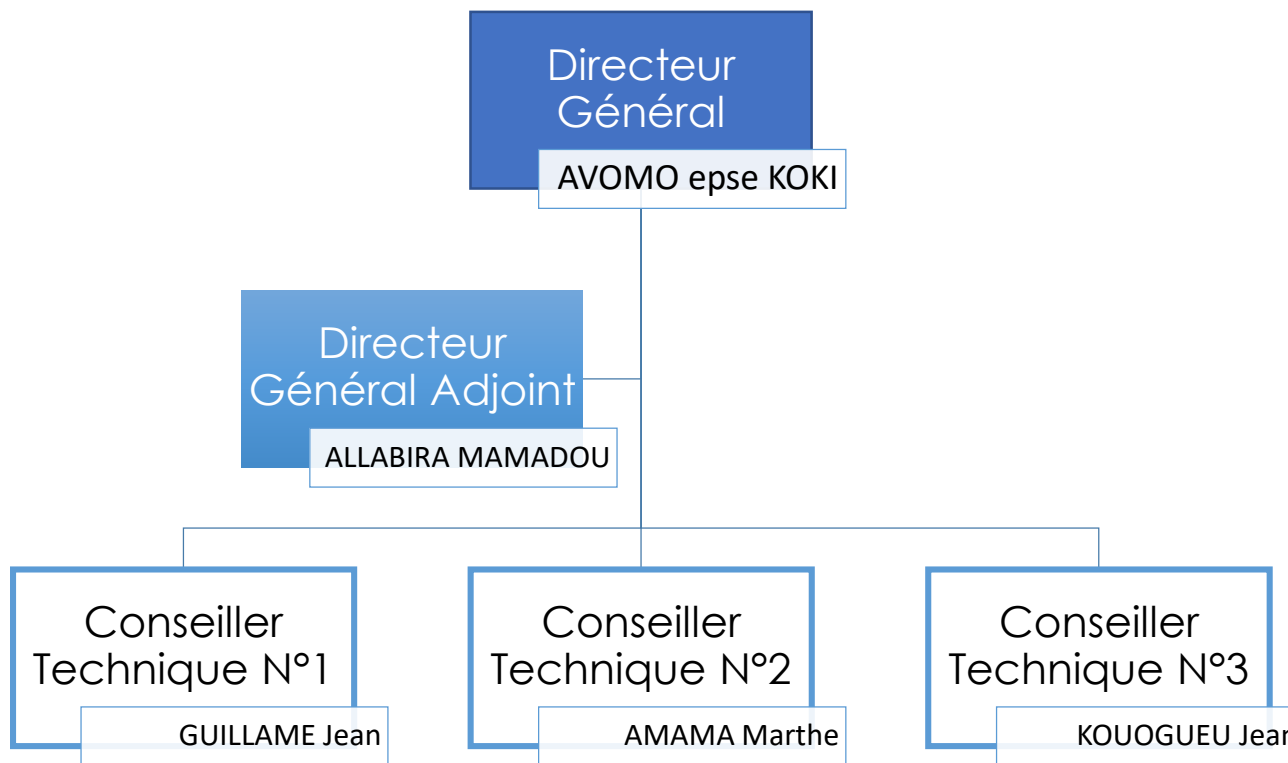 Directeur
Général
AVOMO epse KOKI
Directeur
Général Adjoint
ALLABIRA MAMADOU
Conseiller
Technique N°1
GUILLAME Jean
Conseiller
Technique N°2
AMAMA Marthe
Conseiller
Technique N°3
KOUOGUEU Jean